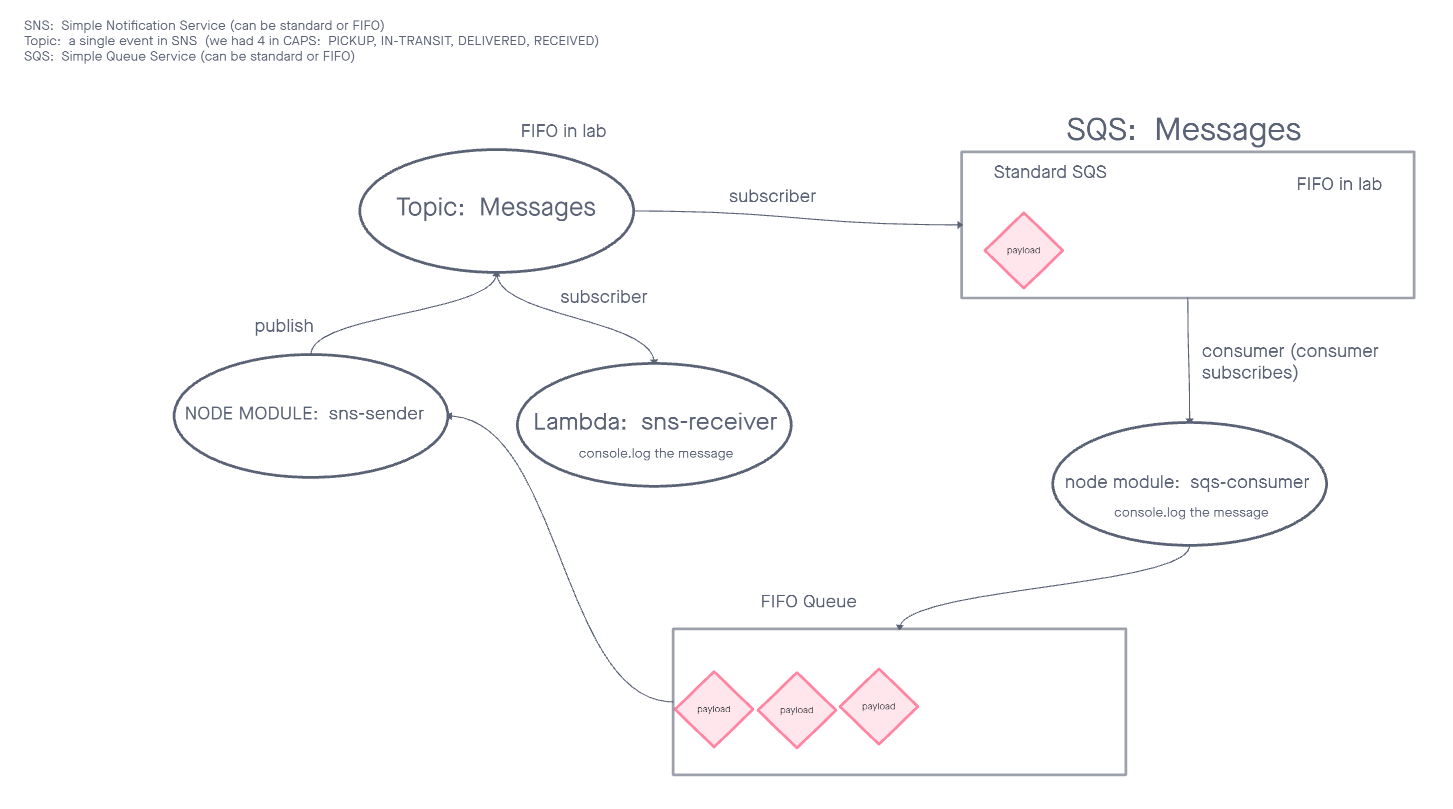 SNS:  Simple Notification Service (can be standard or FIFO)
Topic:  a single event in SNS  (we had 4 in CAPS:  PICKUP, IN-TRANSIT, DELIVERED, RECEIVED)
SQS:  Simple Queue Service (can be standard or FIFO)
FIFO in lab
SQS:  Messages
Topic:  Messages
subscriber
Standard SQS
FIFO in lab
payload
publish
subscriber
consumer (consumer
subscribes)
NODE MODULE:  sns-sender
Lambda:  sns-receiver
console.log the message
node module:  sqs-consumer
console.log the message
FIFO Queue
payload
payload
payload